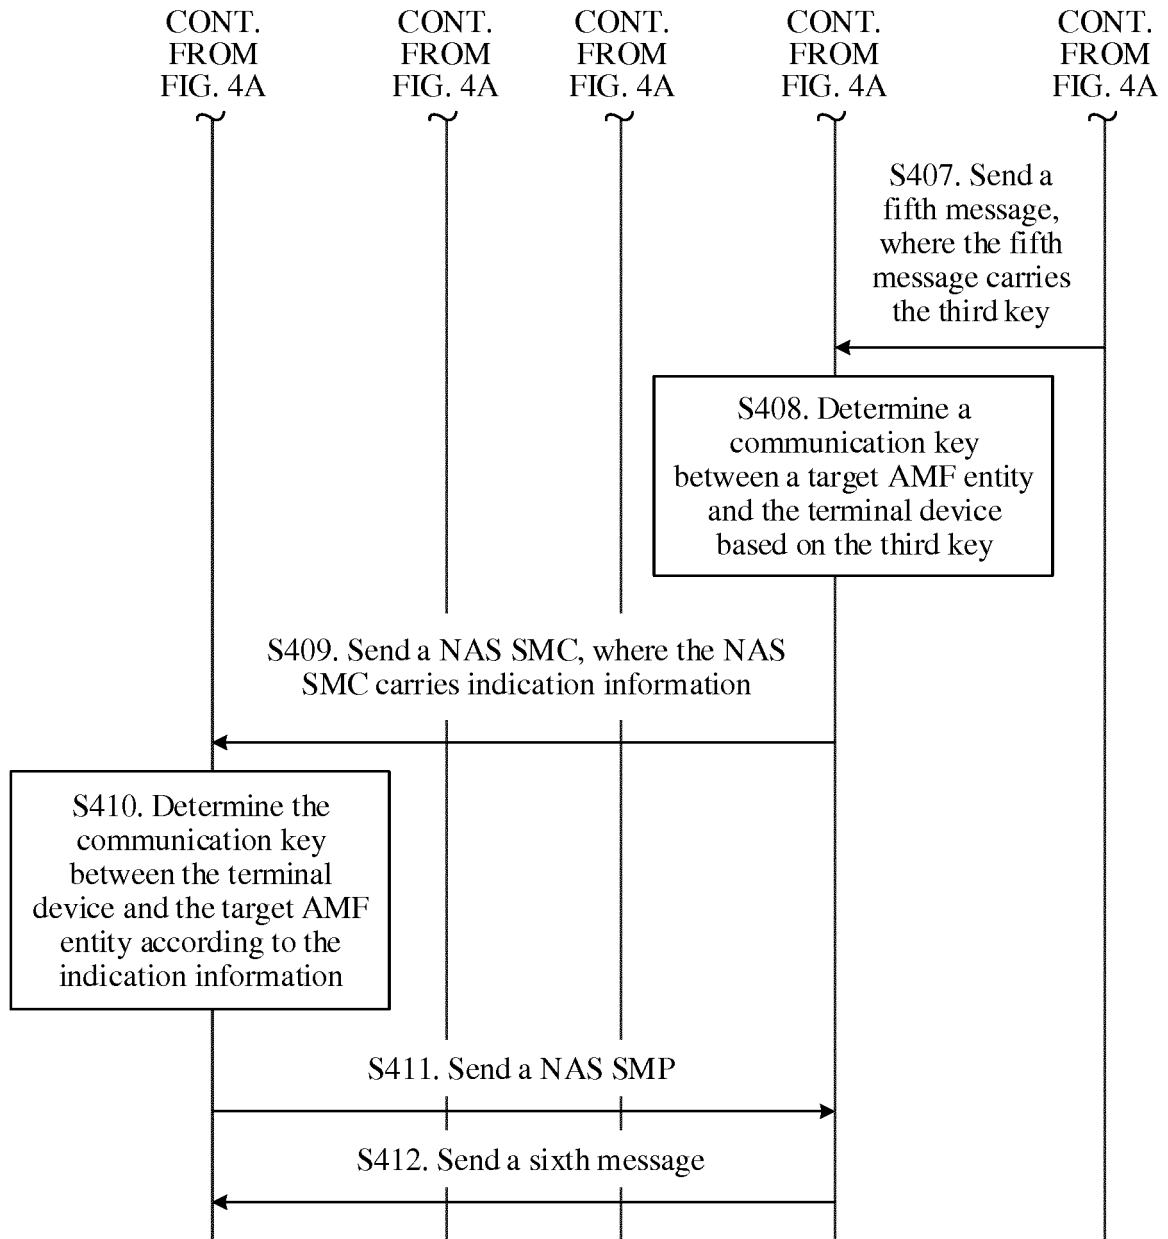 CONT.
FROM
FIG. 4A
CONT.
FROM
FIG. 4A
CONT.
FROM
FIG. 4A
CONT.
FROM
FIG. 4A
CONT.
FROM
FIG. 4A
S407. Send a
fifth message,
where the fifth
message carries
the third key
S408. Determine a
communication key
between a target AMF entity
and the terminal device
based on the third key
S409. Send a NAS SMC, where the NAS
SMC carries indication information
S410. Determine the
communication key
between the terminal
device and the target AMF
entity according to the
indication information
S411. Send a NAS SMP
S412. Send a sixth message